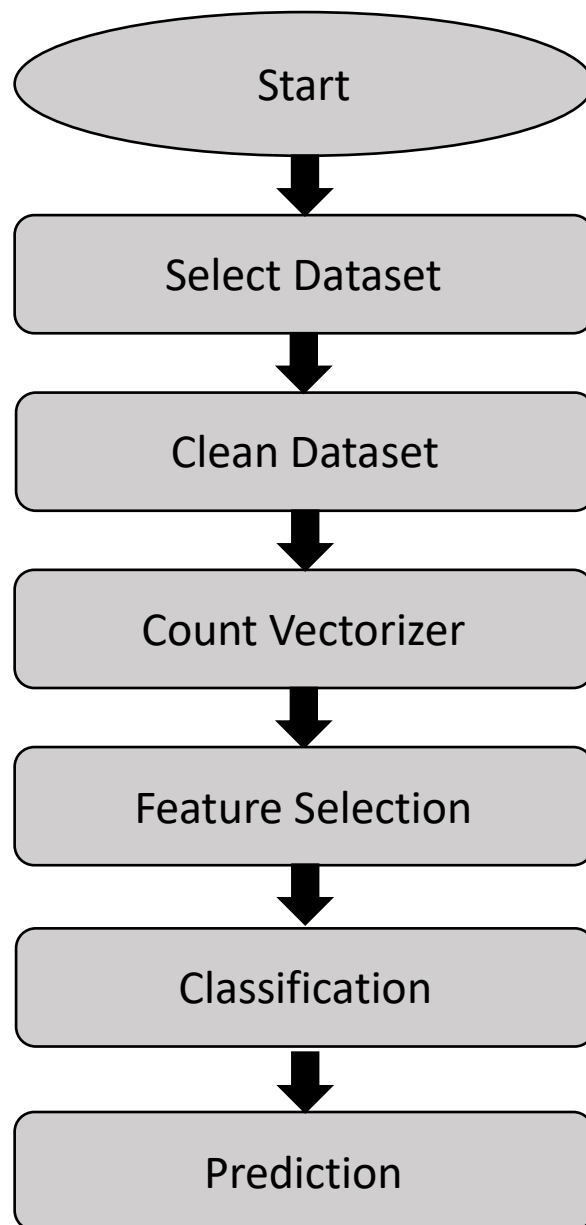 Start
Select Dataset
Clean Dataset
Count Vectorizer
Feature Selection
Classification
Prediction